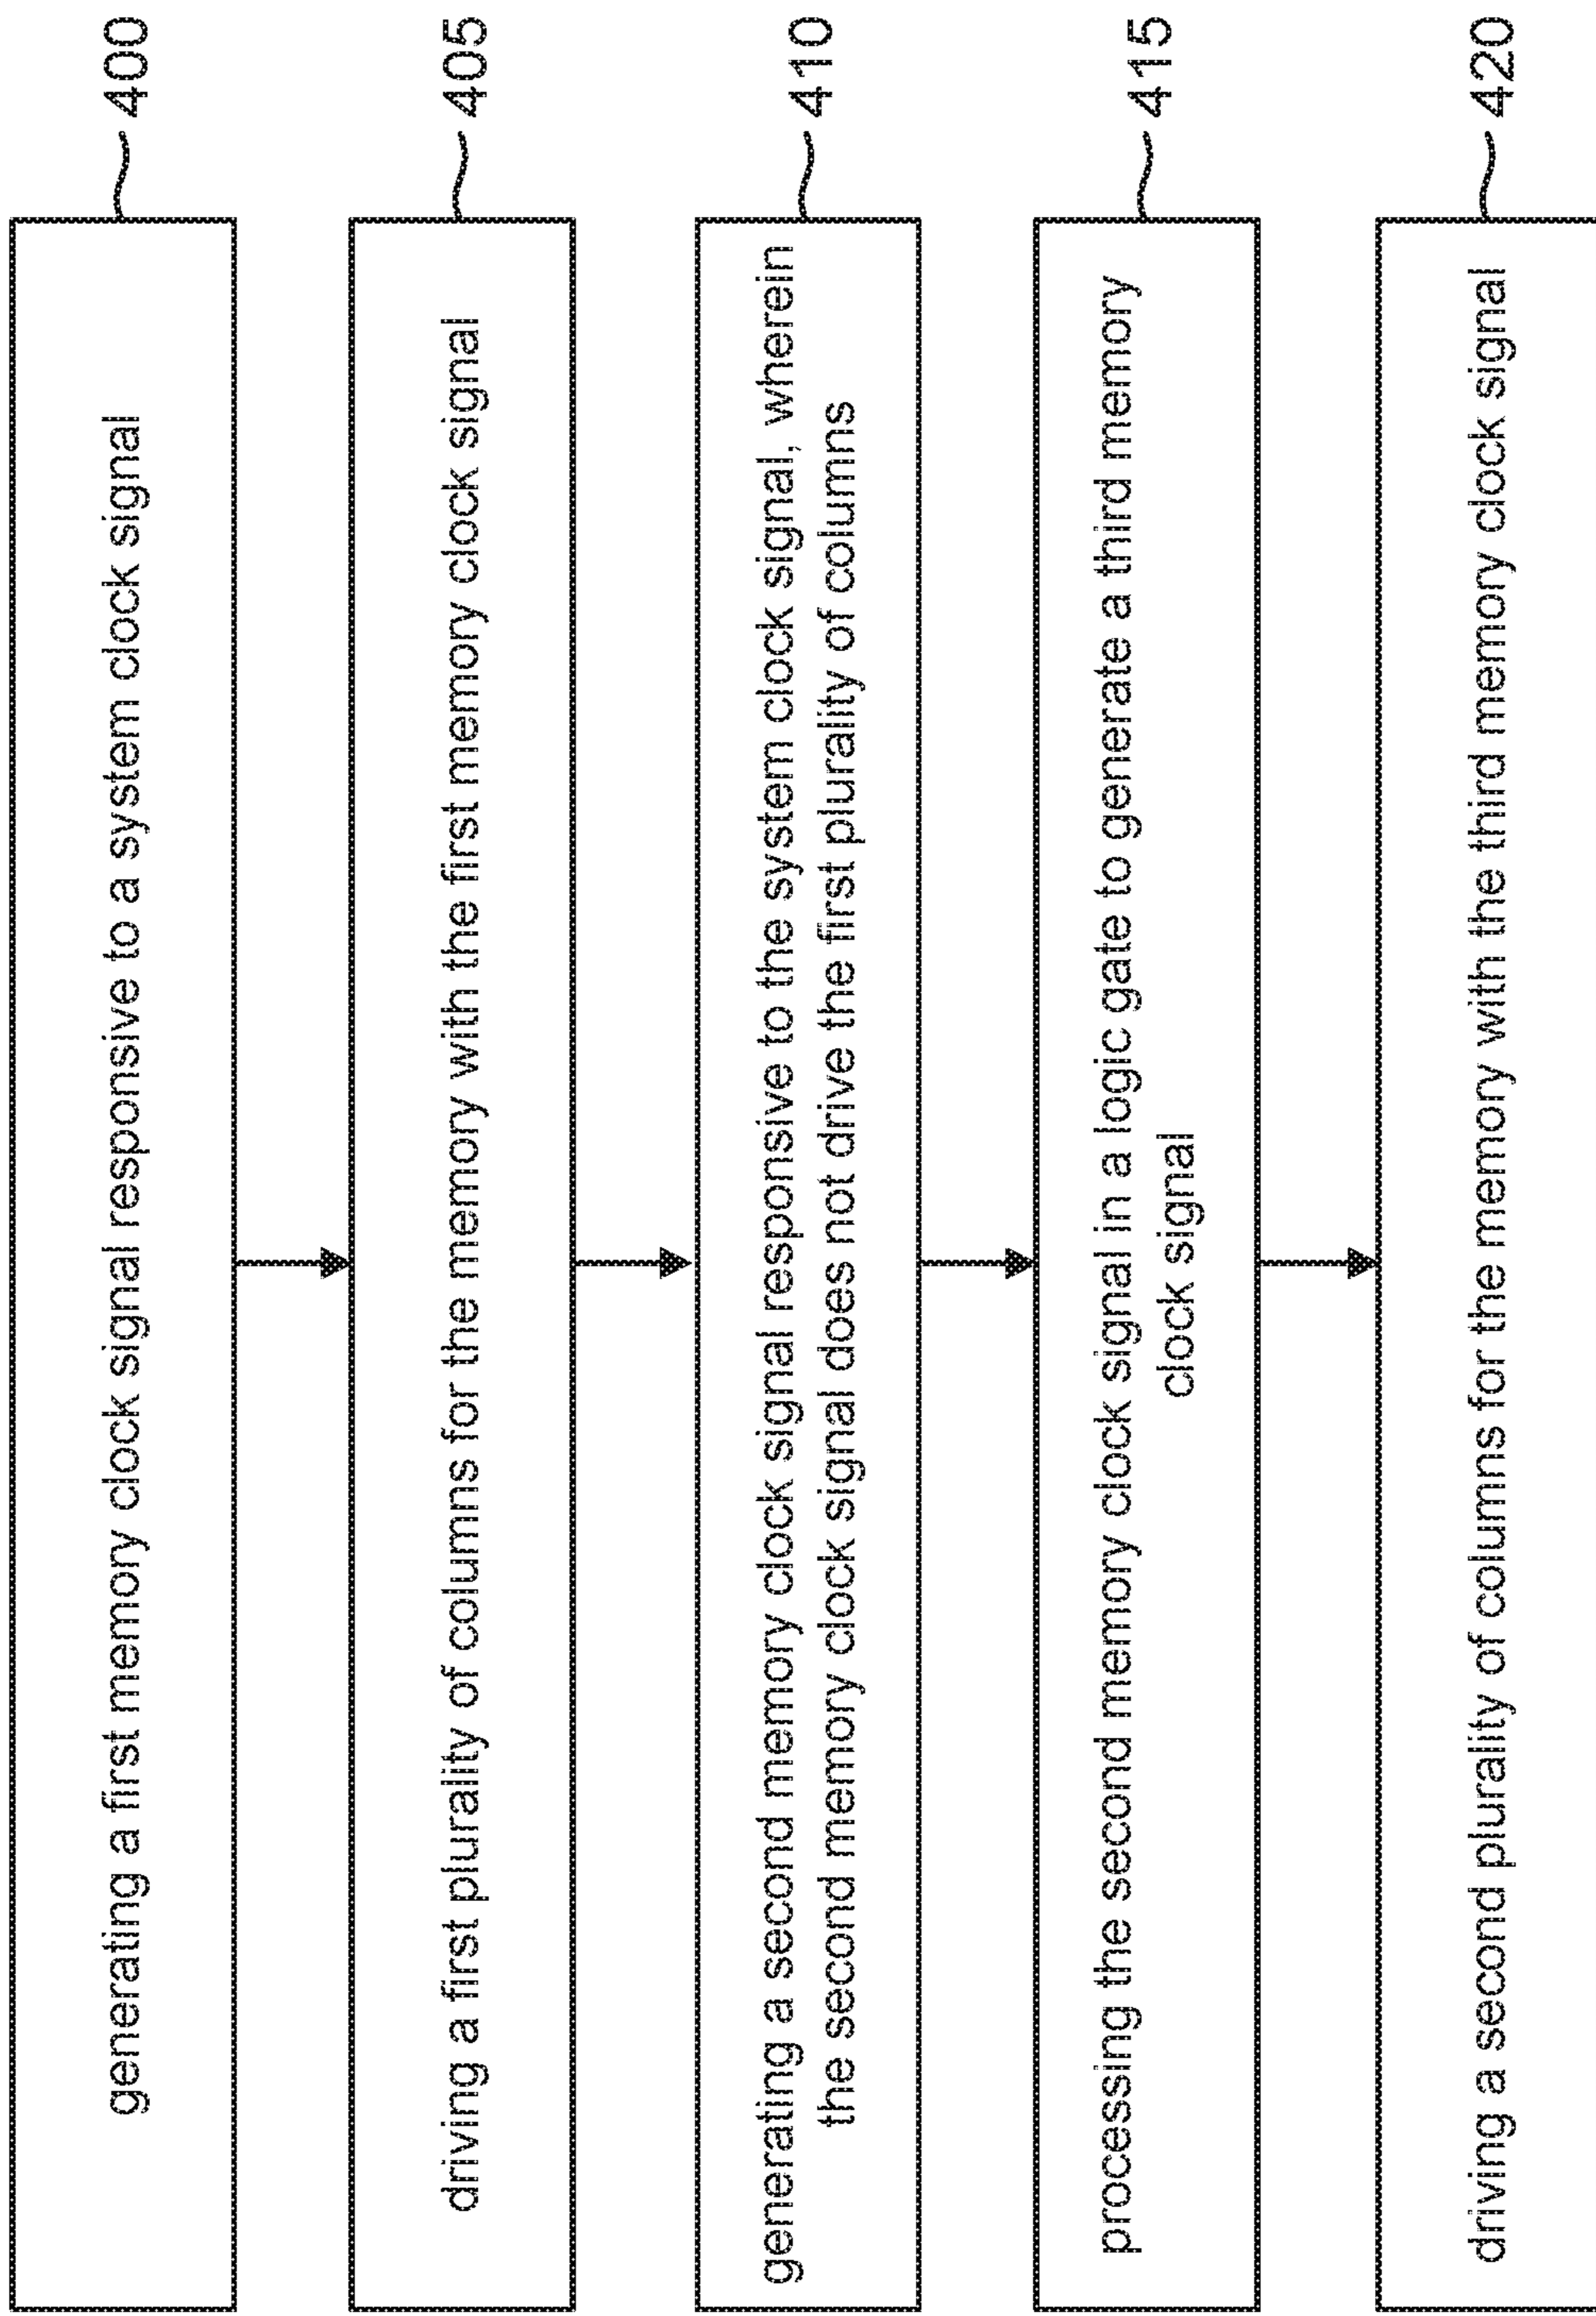 generating a first memory clock signal responsive to a system clock signal
400
driving a first plurality of columns for the memory with the first memory clock signal
405
generating a second memory clock signal responsive to the system clock signal, wherein
the second memory clock signal does not drive the first plurality of columns
410
processing the second memory clock signal in a logic gate to generate a third memory
clock signal
415
driving a second plurality of columns for the memory with the third memory clock signal
420